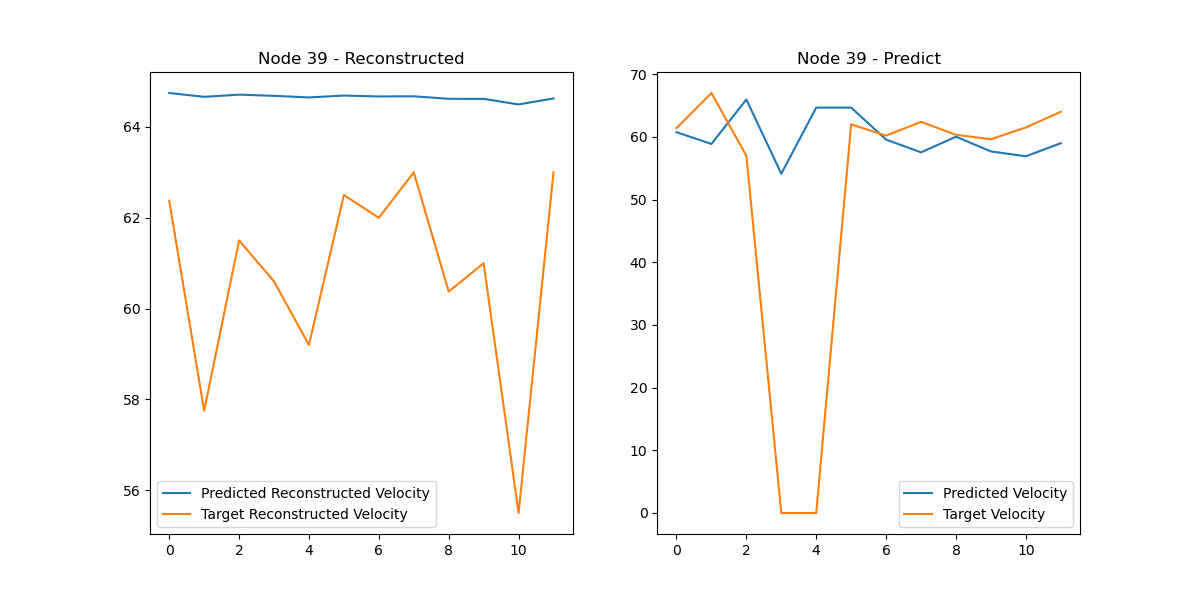 Node 39 - Reconstructed
64
62
60
58
56
Predicted Reconstructed Velocity
Target Reconstructed Velocity
0 2 4 6 8 10
Node 39 - Predict
70
60
50
40
30
20
10
0
Predicted Velocity
Target Velocity
0 2 4 6 8 10